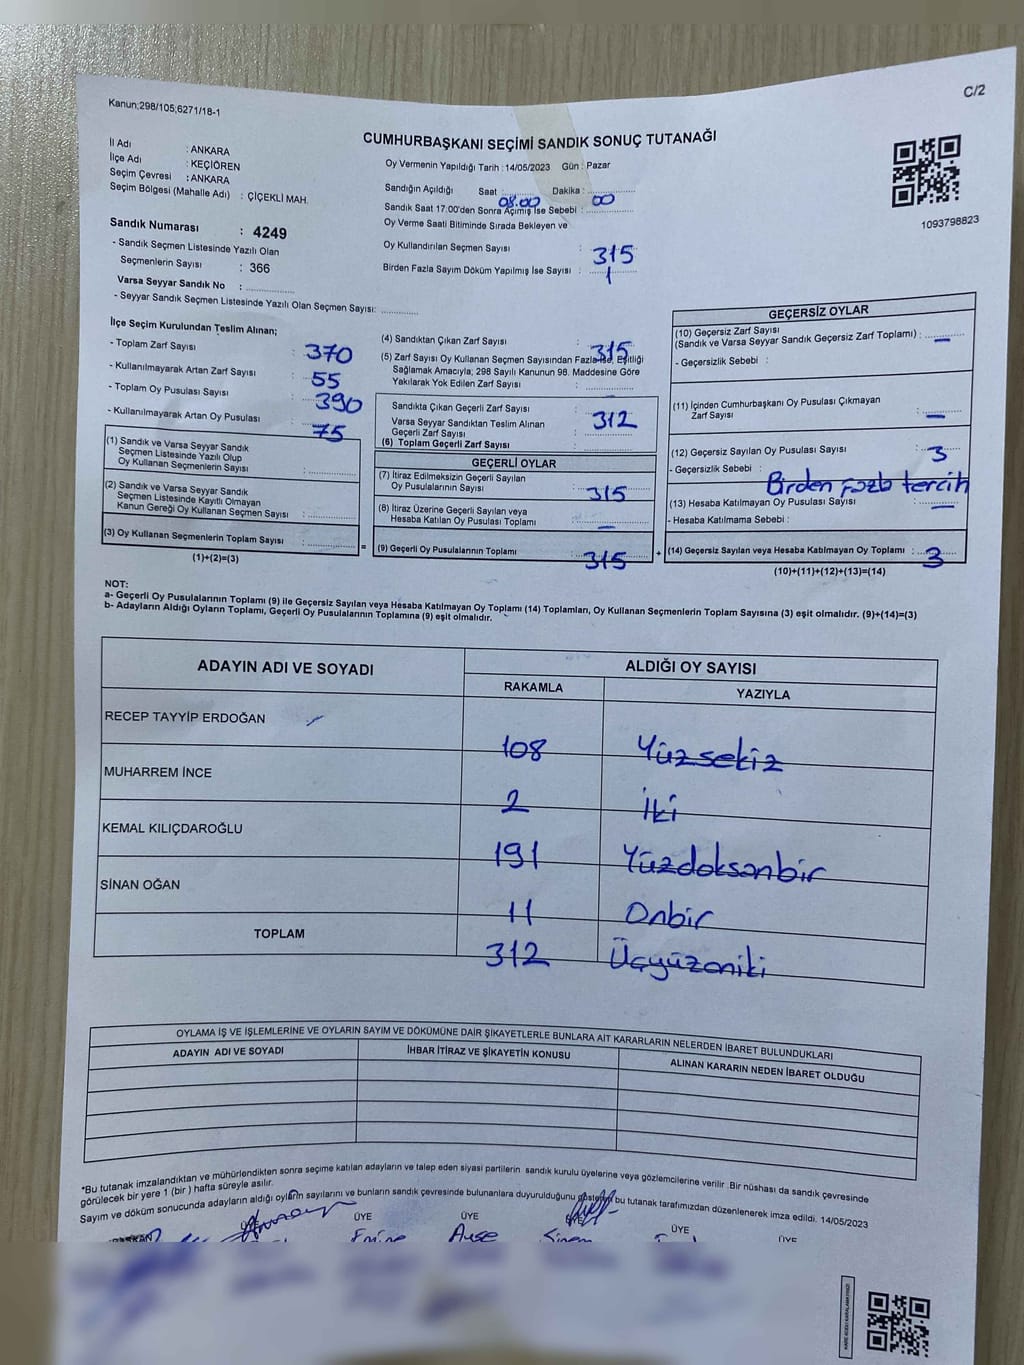 Kanun;298/105;6271/18-1
C/2
CUMHURBAŞKANI SEÇİMİ SANDIK SONUÇ TUTANAĞI
İl Adı : ANKARA
İlçe Adı : KEÇİÖREN
Seçim Çevresi : ANKARA
Seçim Bölgesi (Mahalle Adı) : ÇİÇEKLİ MAH.
Sandık Numarası : 4249
- Sandık Seçmen Listesinde Yazılı Olan
Seçmenlerin Sayısı : 366
Varsa Seyyar Sandık No : ..............
- Seyyar Sandık Seçmen Listesinde Yazılı Olan Seçmen Sayısı: ............
Oy Vermenin Yapıldığı Tarih : 14/05/2023 Gün : Pazar
Sandığın Açıldığı Saat 08.00 Dakika : 00
Sandık Saat 17:00'den Sonra Açılmış İse Sebebi : ..............
Oy Verme Saati Bitiminde Sırada Bekleyen ve
Oy Kullandırılan Seçmen Sayısı : 315
Birden Fazla Sayım Döküm Yapılmış İse Sayısı : 1
1093798823
İlçe Seçim Kurulundan Teslim Alınan;
- Toplam Zarf Sayısı : 370
- Kullanılmayarak Artan Zarf Sayısı : 55
- Toplam Oy Pusulası Sayısı : 390
- Kullanılmayarak Artan Oy Pusulası : 75
(1) Sandık ve Varsa Seyyar Sandık
Seçmen Listesinde Yazılı Olup
Oy Kullanan Seçmenlerin Sayısı : ..............
(2) Sandık ve Varsa Seyyar Sandık
Seçmen Listesinde Kayıtlı Olmayan
Kanun Gereği Oy Kullanan Seçmen Sayısı : ..............
(3) Oy Kullanan Seçmenlerin Toplam Sayısı : ..............
(1)+(2)=(3)
(4) Sandıktan Çıkan Zarf Sayısı : 315
(5) Zarf Sayısı Oy Kullanan Seçmen Sayısından Fazla İse, Eşitliği
Sağlamak Amacıyla; 298 Sayılı Kanunun 98. Maddesine Göre
Yakılarak Yok Edilen Zarf Sayısı : ..............
Sandıkta Çıkan Geçerli Zarf Sayısı : 312
Varsa Seyyar Sandıktan Teslim Alınan
Geçerli Zarf Sayısı
(6) Toplam Geçerli Zarf Sayısı
GEÇERLİ OYLAR
(7) İtiraz Edilmeksizin Geçerli Sayılan
Oy Pusulalarının Sayısı : 315
(8) İtiraz Üzerine Geçerli Sayılan veya
Hesaba Katılan Oy Pusulası Toplamı : —
= (9) Geçerli Oy Pusulalarının Toplamı : 315 +
GEÇERSİZ OYLAR
(10) Geçersiz Zarf Sayısı
(Sandık ve Varsa Seyyar Sandık Geçersiz Zarf Toplamı) : —
- Geçersizlik Sebebi :
(11) İçinden Cumhurbaşkanı Oy Pusulası Çıkmayan
Zarf Sayısı : —
(12) Geçersiz Sayılan Oy Pusulası Sayısı : 3
- Geçersizlik Sebebi : Birden fazla tercih
(13) Hesaba Katılmayan Oy Pusulası Sayısı : —
- Hesaba Katılmama Sebebi :
(14) Geçersiz Sayılan veya Hesaba Katılmayan Oy Toplamı : 3
(10)+(11)+(12)+(13)=(14)
NOT:
a- Geçerli Oy Pusulalarının Toplamı (9) ile Geçersiz Sayılan veya Hesaba Katılmayan Oy Toplamı (14) Toplamları, Oy Kullanan Seçmenlerin Toplam Sayısına (3) eşit olmalıdır. (9)+(14)=(3)
b- Adayların Aldığı Oyların Toplamı, Geçerli Oy Pusulalarının Toplamına (9) eşit olmalıdır.
ADAYIN ADI VE SOYADI ALDIĞI OY SAYISI
RAKAMLA YAZIYLA
RECEP TAYYİP ERDOĞAN 108 Yüzsekiz
MUHARREM İNCE 2 İki
KEMAL KILIÇDAROĞLU 191 Yüzdoksanbir
SİNAN OĞAN 11 Onbir
TOPLAM 312 Üçyüzoniki
OYLAMA İŞ VE İŞLEMLERİNE VE OYLARIN SAYIM VE DÖKÜMÜNE DAİR ŞİKAYETLERLE BUNLARA AİT KARARLARIN NELERDEN İBARET BULUNDUKLARI
ADAYIN ADI VE SOYADI İHBAR İTİRAZ VE ŞİKAYETİN KONUSU ALINAN KARARIN NEDEN İBARET OLDUĞU
*Bu tutanak imzalandıktan ve mühürlendikten sonra seçime katılan adayların ve talep eden siyasi partilerin sandık kurulu üyelerine veya gözlemcilerine verilir .Bir nüshası da sandık çevresinde
görülecek bir yere 1 (bir ) hafta süreyle asılır.
Sayım ve döküm sonucunda adayların aldığı oyların sayılarını ve bunların sandık çevresinde bulunanlara duyurulduğunu gösteren bu tutanak tarafımızdan düzenlenerek imza edildi. 14/05/2023
BAŞKAN ÜYE ÜYE ÜYE ÜYE ÜYE
Emine Ayşe Sinem